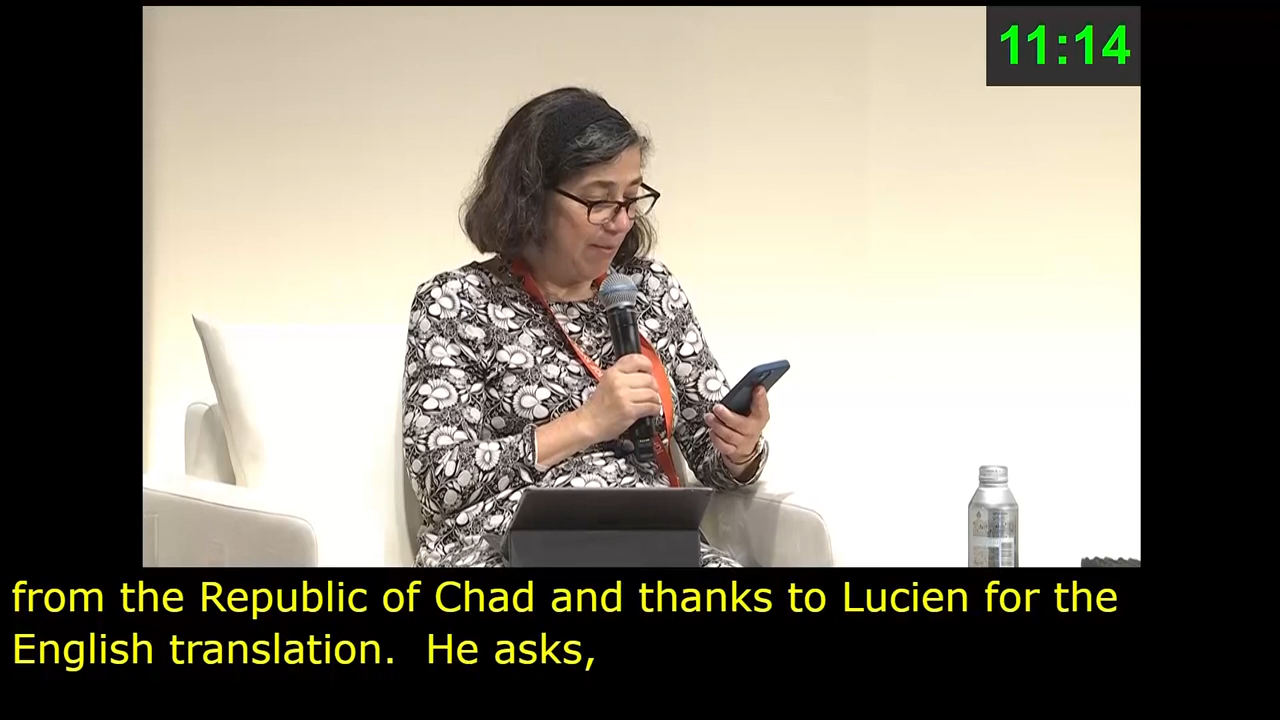 11:14
from the Republic of Chad and thanks to Lucien for the
English translation.  He asks,